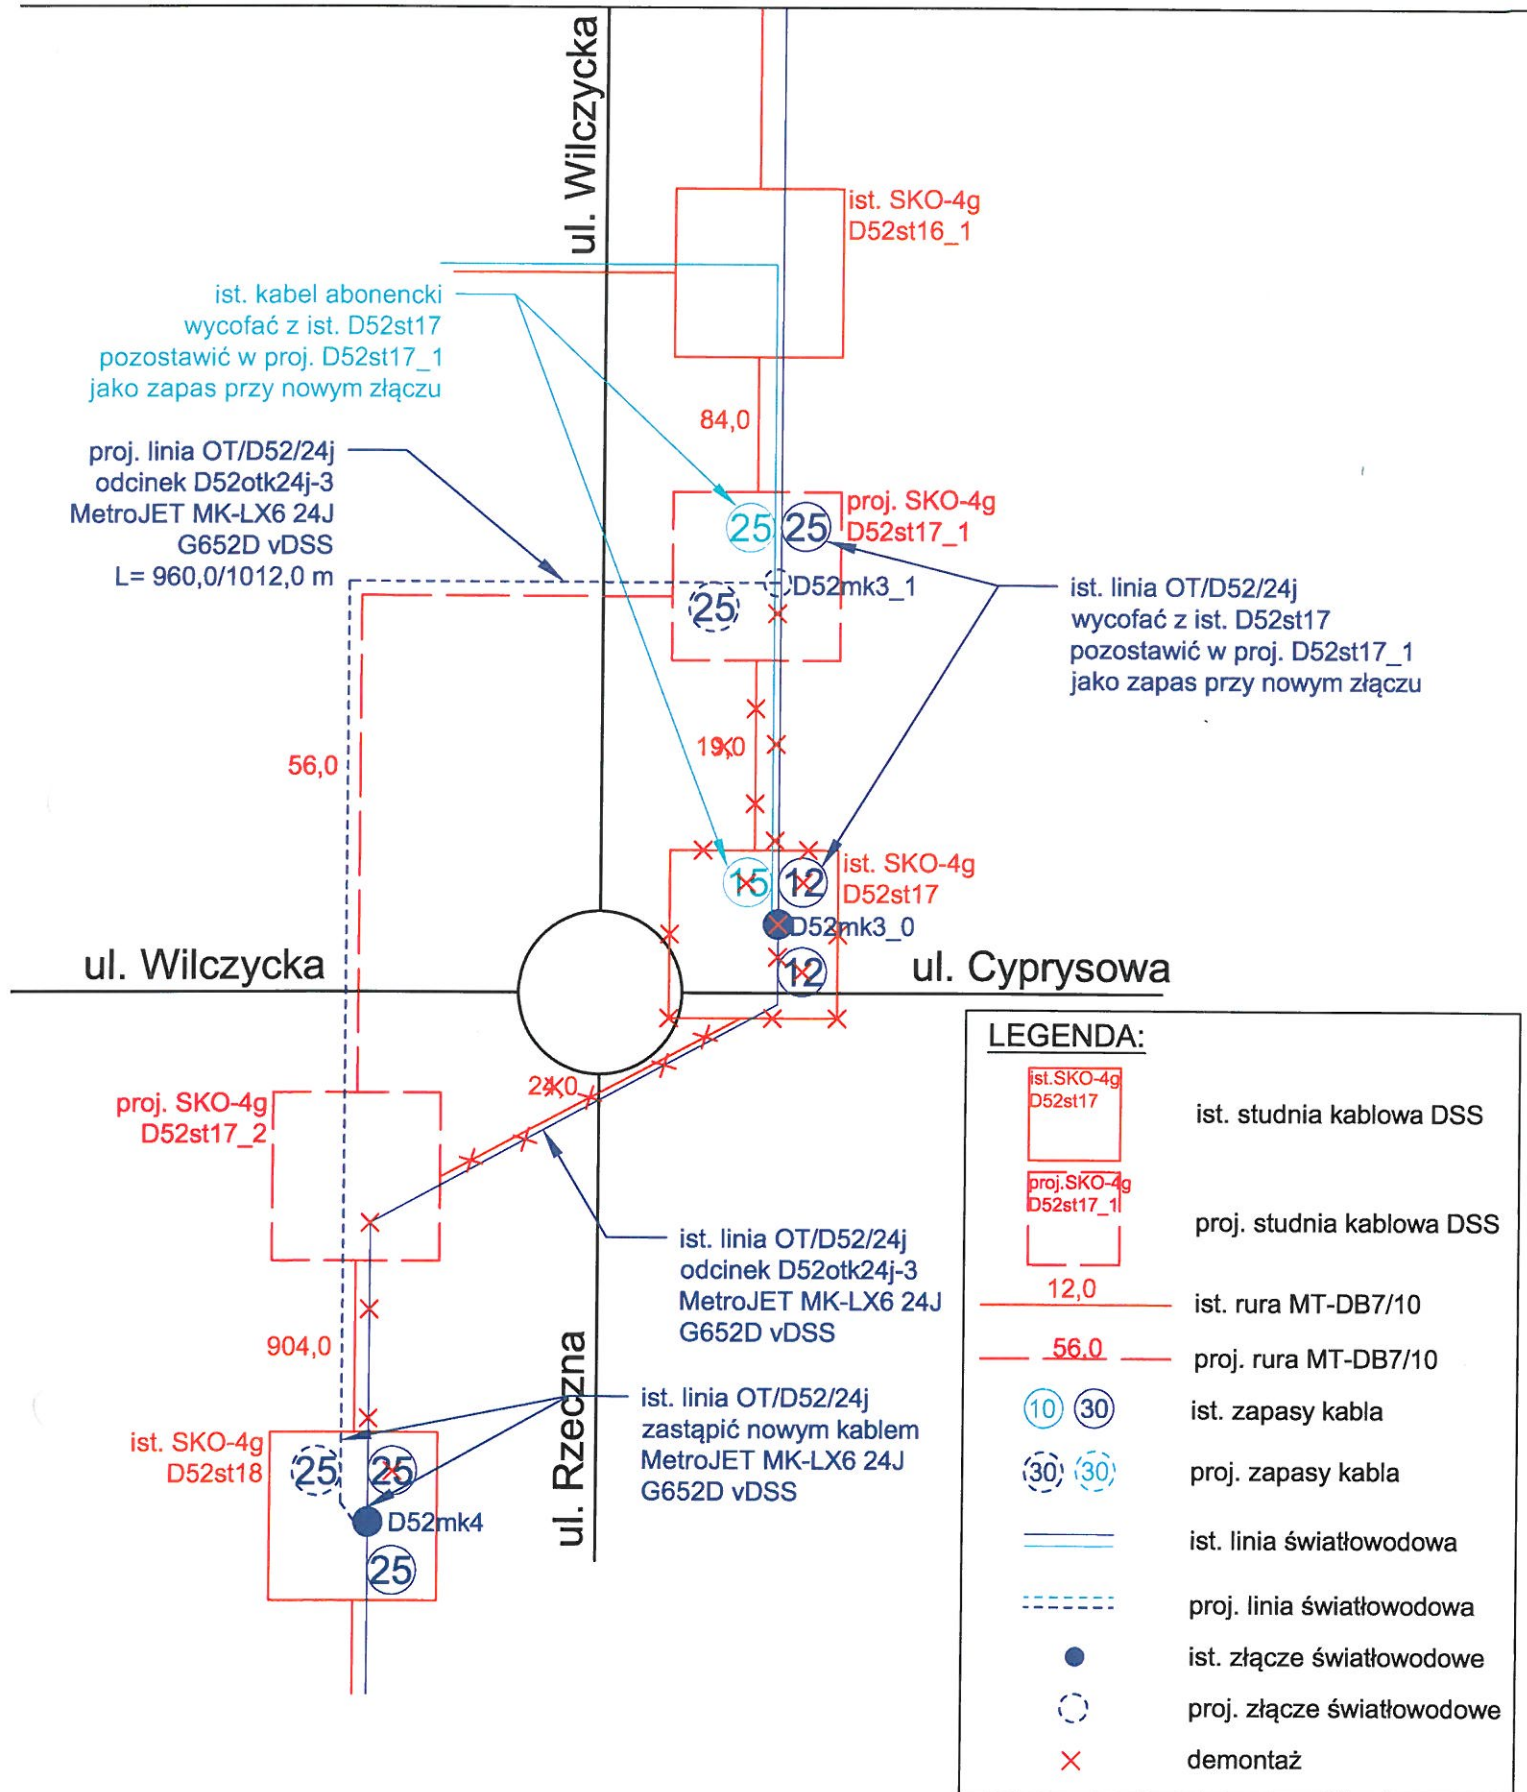 ul. Wilczycka
ist. SKO-4g
D52st16_1
ist. kabel abonencki
wycofać z ist. D52st17
pozostawić w proj. D52st17_1
jako zapas przy nowym złączu
84,0
proj. linia OT/D52/24j
odcinek D52otk24j-3
MetroJET MK-LX6 24J
G652D vDSS
L= 960,0/1012,0 m
proj. SKO-4g
D52st17_1
25
25
25
D52mk3_1
ist. linia OT/D52/24j
wycofać z ist. D52st17
pozostawić w proj. D52st17_1
jako zapas przy nowym złączu
56,0
19,0
ist. SKO-4g
D52st17
15
12
D52mk3_0
12
ul. Wilczycka
ul. Cyprysowa
24,0
proj. SKO-4g
D52st17_2
ist. linia OT/D52/24j
odcinek D52otk24j-3
MetroJET MK-LX6 24J
G652D vDSS
904,0
ul. Rzeczna
ist. linia OT/D52/24j
zastąpić nowym kablem
MetroJET MK-LX6 24J
G652D vDSS
ist. SKO-4g
D52st18
25
25
D52mk4
25
LEGENDA:
ist.SKO-4g
D52st17
ist. studnia kablowa DSS
proj.SKO-4g
D52st17_1
proj. studnia kablowa DSS
12,0
ist. rura MT-DB7/10
56,0
proj. rura MT-DB7/10
10
30
ist. zapasy kabla
30
30
proj. zapasy kabla
ist. linia światłowodowa
proj. linia światłowodowa
ist. złącze światłowodowe
proj. złącze światłowodowe
demontaż